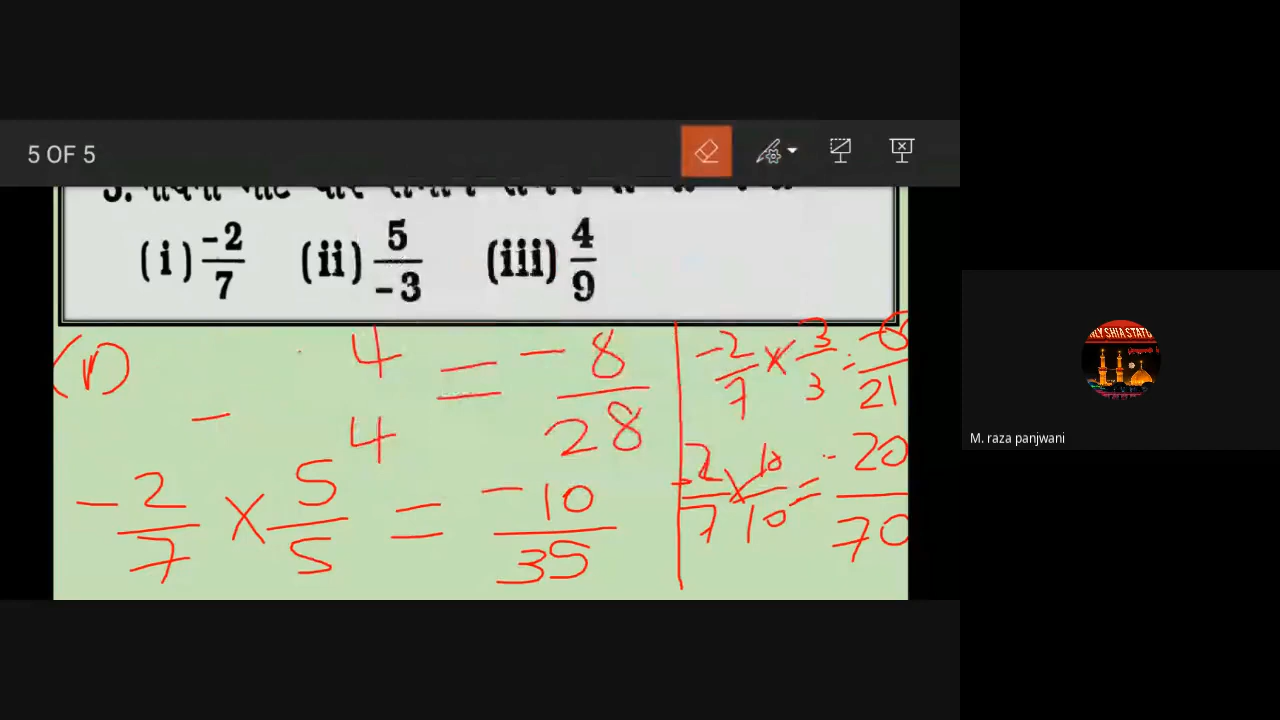 5 OF 5
(i) -2/7 (ii) 5/-3 (iii) 4/9
(i) 4/4 = -8/28
-2/7 × 5/5 = -10/35
-2/7 × 3/3 = -6/21
-2/7 × 10/10 = -20/70
M. raza panjwani